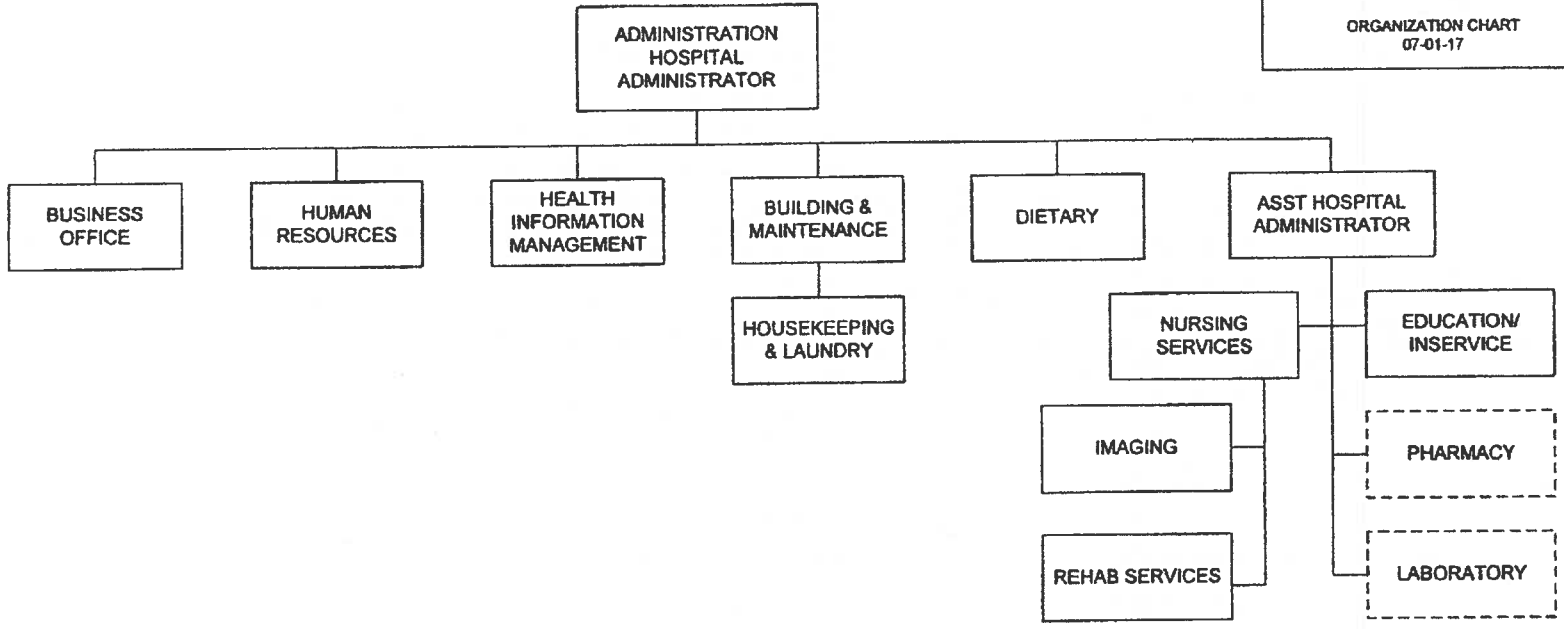 ORGANIZATION CHART
07-01-17
ADMINISTRATION
HOSPITAL
ADMINISTRATOR
BUSINESS
OFFICE
HUMAN
RESOURCES
HEALTH
INFORMATION
MANAGEMENT
BUILDING &
MAINTENANCE
DIETARY
ASST HOSPITAL
ADMINISTRATOR
HOUSEKEEPING
& LAUNDRY
NURSING
SERVICES
EDUCATION/
INSERVICE
IMAGING
PHARMACY
REHAB SERVICES
LABORATORY